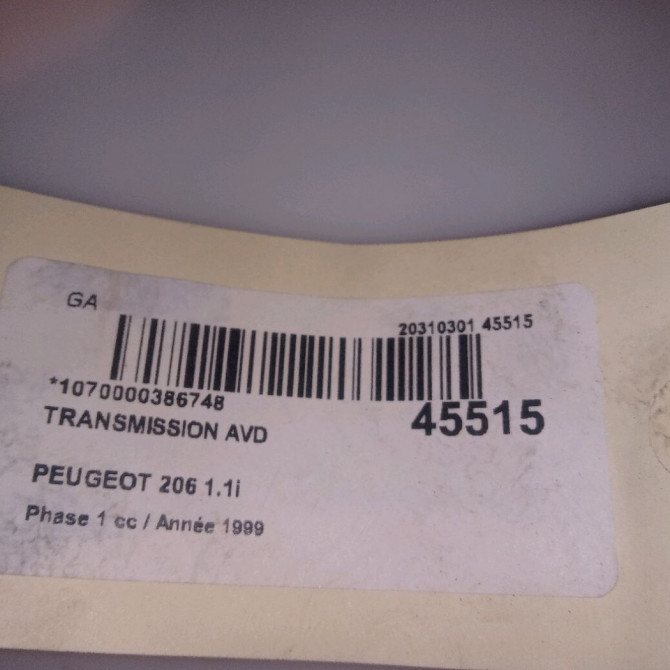 GA
20310301 45515
*1070000386748
45515
TRANSMISSION AVD
PEUGEOT 206 1.1i
Phase 1 cc / Année 1999